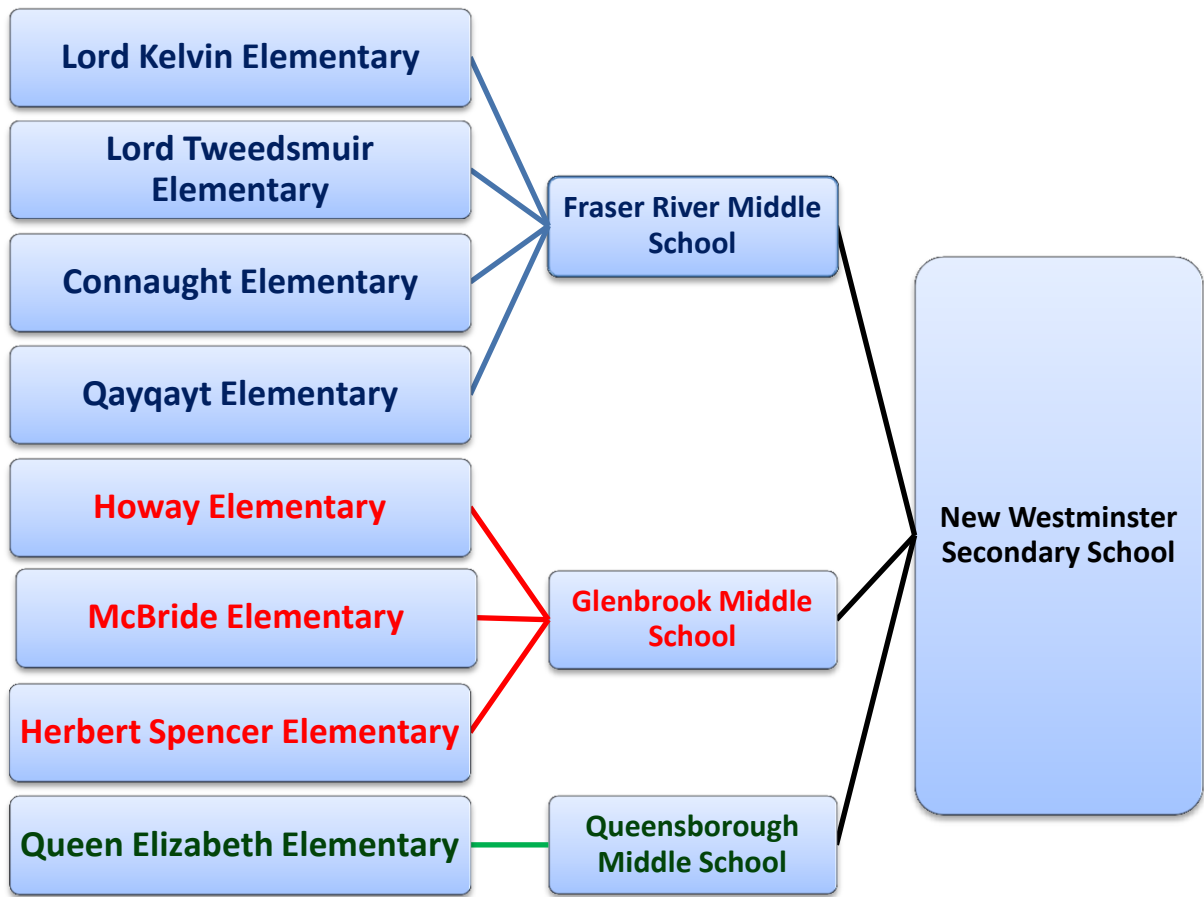 Lord Kelvin Elementary
Lord Tweedsmuir
Elementary
Connaught Elementary
Qayqayt Elementary
Howay Elementary
McBride Elementary
Herbert Spencer Elementary
Queen Elizabeth Elementary
Fraser River Middle
School
Glenbrook Middle
School
Queensborough
Middle School
New Westminster
Secondary School